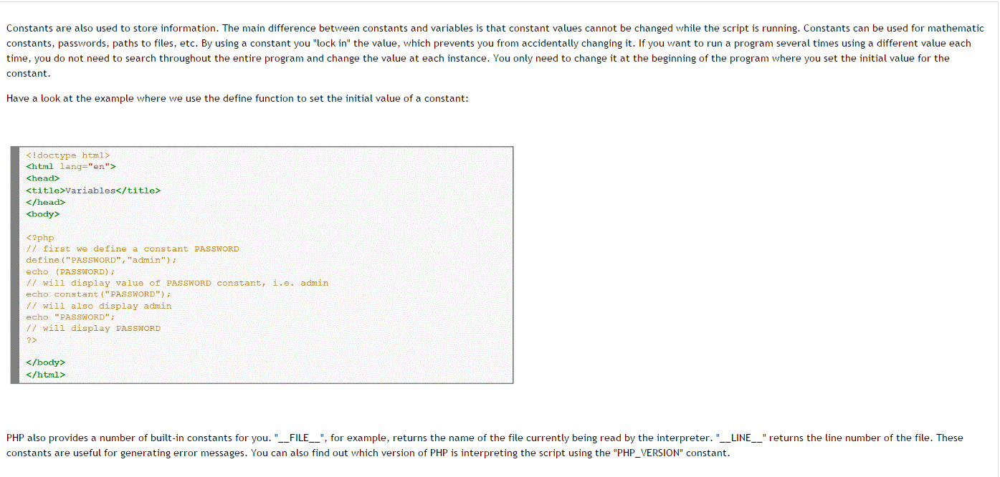 Constants are also used to store information. The main difference between constants and variables is that constant values cannot be changed while the script is running. Constants can be used for mathematic
constants, passwords, paths to files, etc. By using a constant you "lock in" the value, which prevents you from accidentally changing it. If you want to run a program several times using a different value each
time, you do not need to search throughout the entire program and change the value at each instance. You only need to change it at the beginning of the program where you set the initial value for the
constant.
Have a look at the example where we use the define function to set the initial value of a constant:
<!doctype html>
<html lang="en">
<head>
<title>Variables</title>
</head>
<body>
<?php
// first we define a constant PASSWORD
define("PASSWORD","admin");
echo (PASSWORD);
// will display value of PASSWORD constant, i.e. admin
echo constant("PASSWORD");
// will also display admin
echo "PASSWORD";
// will display PASSWORD
?>
</body>
</html>
PHP also provides a number of built-in constants for you. "__FILE__", for example, returns the name of the file currently being read by the interpreter. "__LINE__" returns the line number of the file. These
constants are useful for generating error messages. You can also find out which version of PHP is interpreting the script using the "PHP_VERSION" constant.